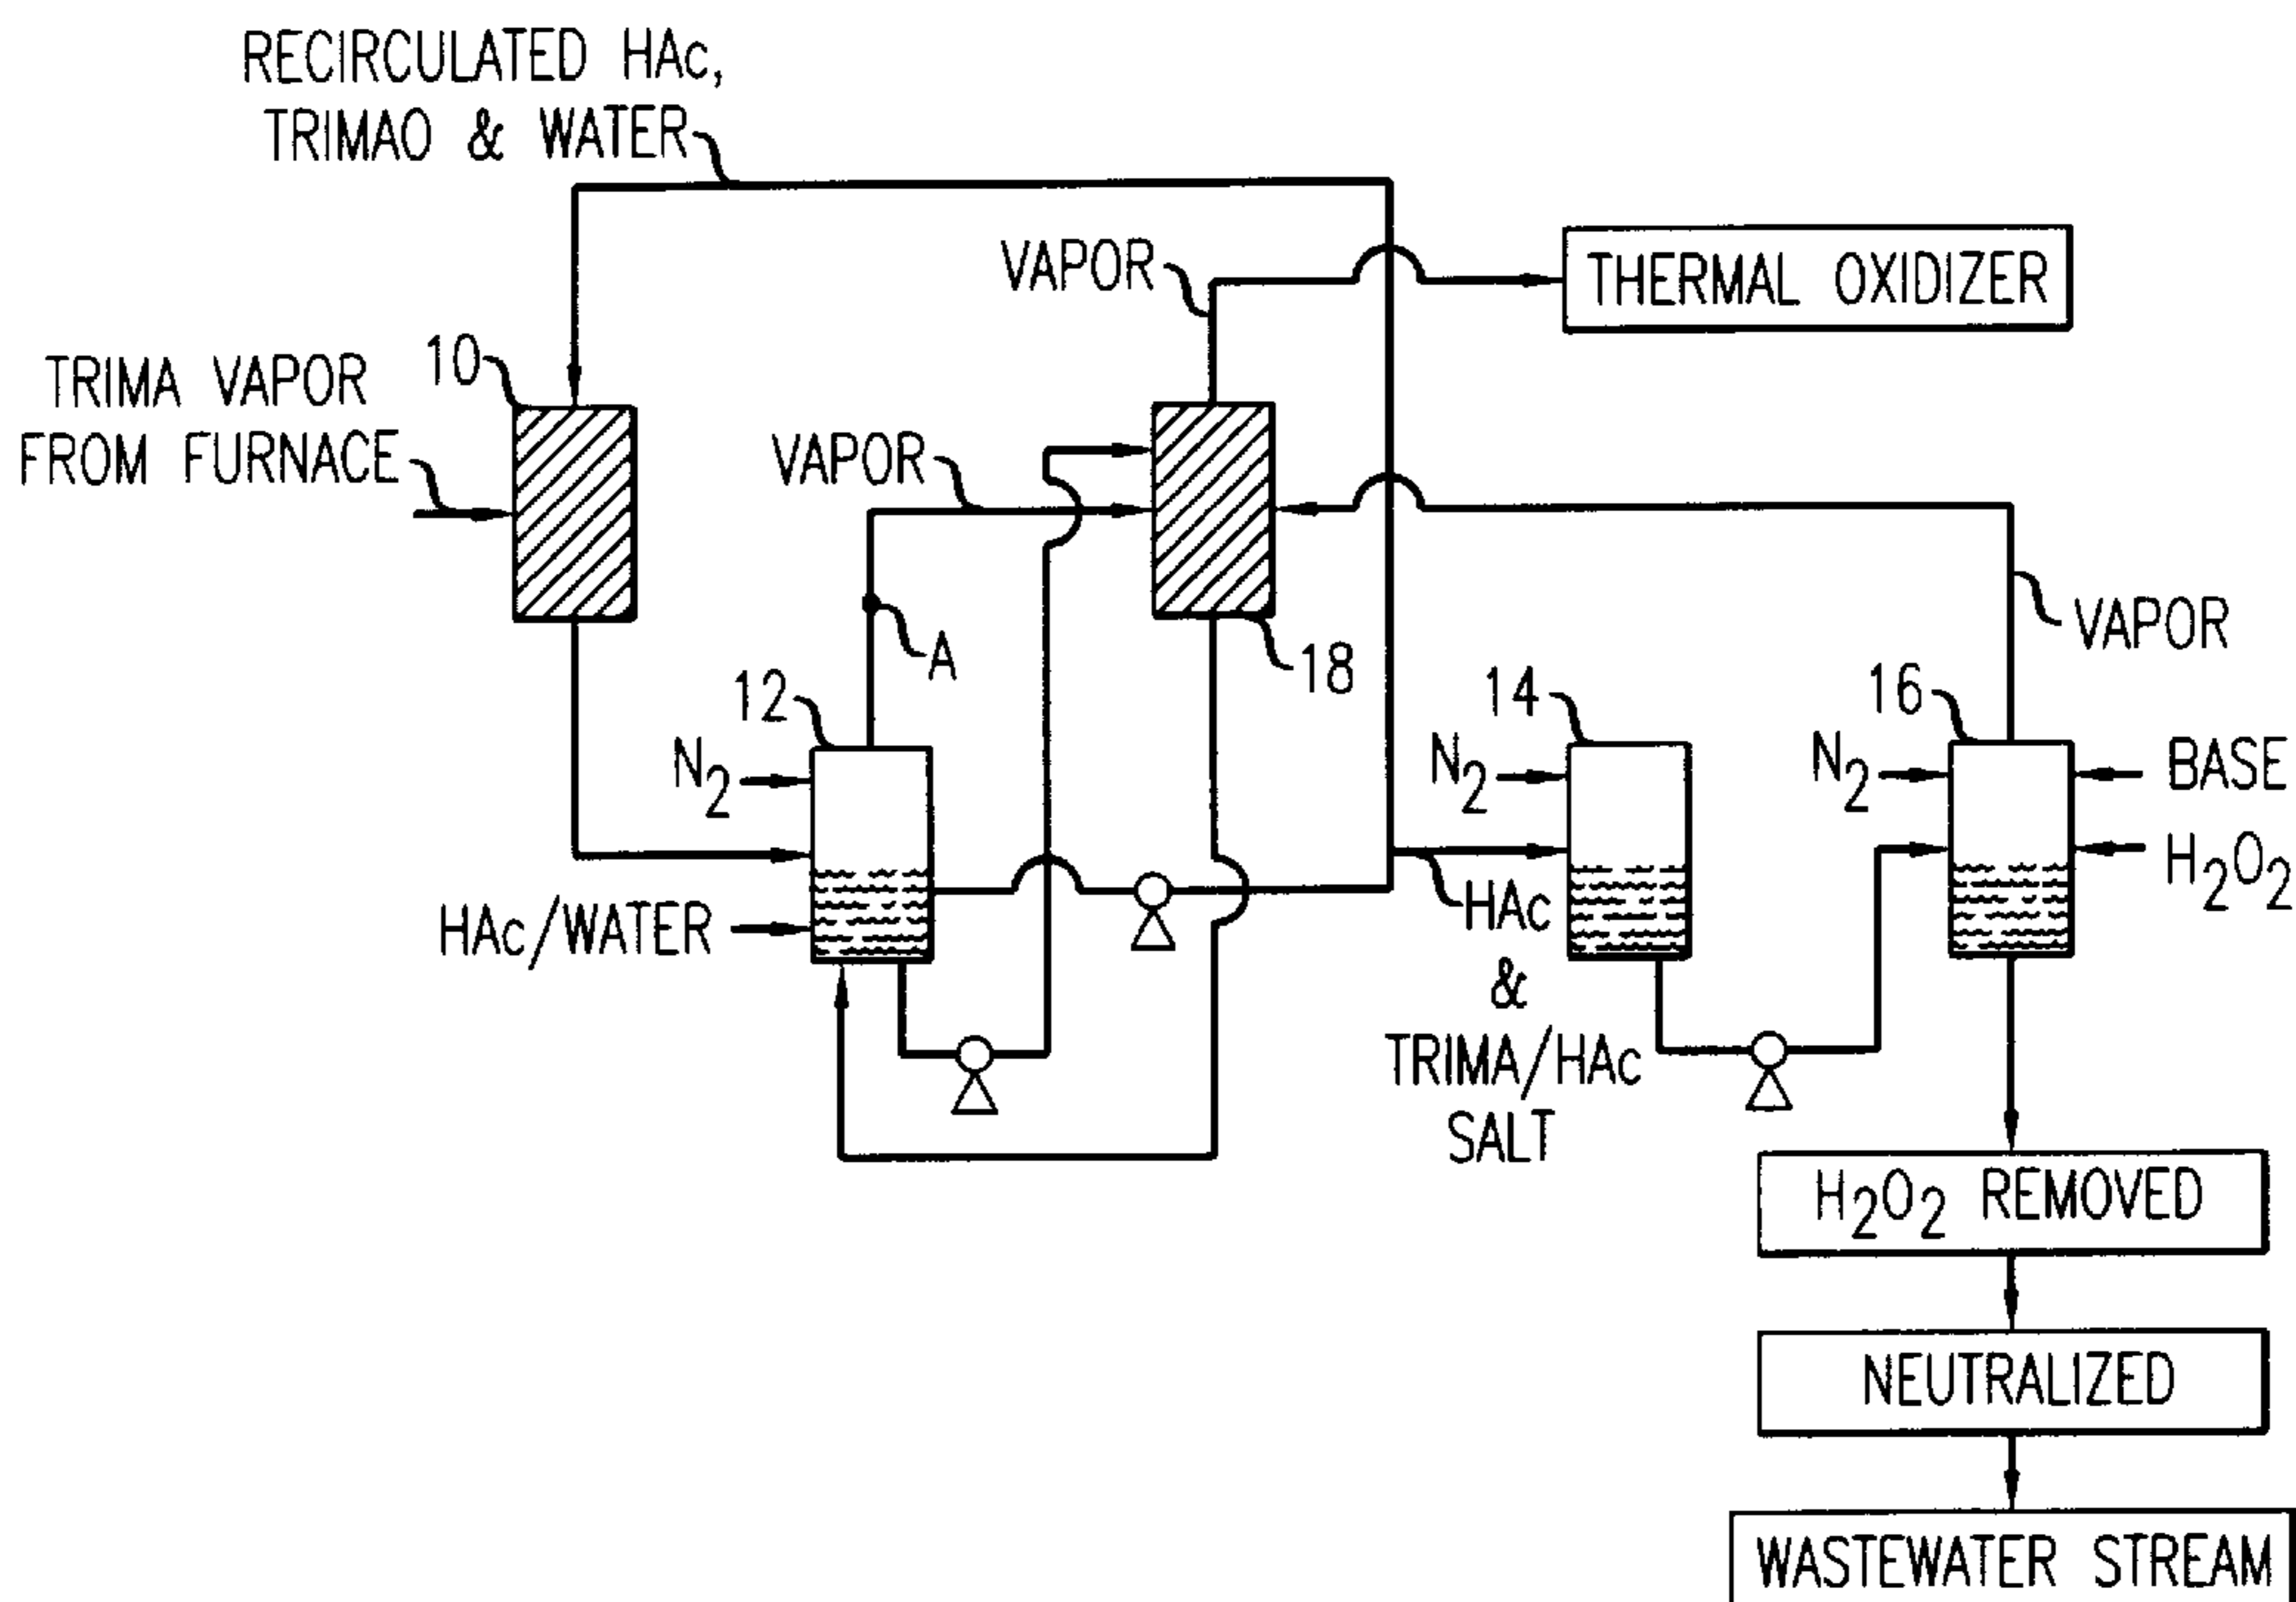 RECIRCULATED HAc,
TRIMAO & WATER
VAPOR
THERMAL OXIDIZER
TRIMA VAPOR
FROM FURNACE
10
VAPOR
A
18
VAPOR
12
14
16
N2
N2
N2
BASE
H2O2
HAc/WATER
HAc
&
TRIMA/HAc
SALT
H2O2 REMOVED
NEUTRALIZED
WASTEWATER STREAM